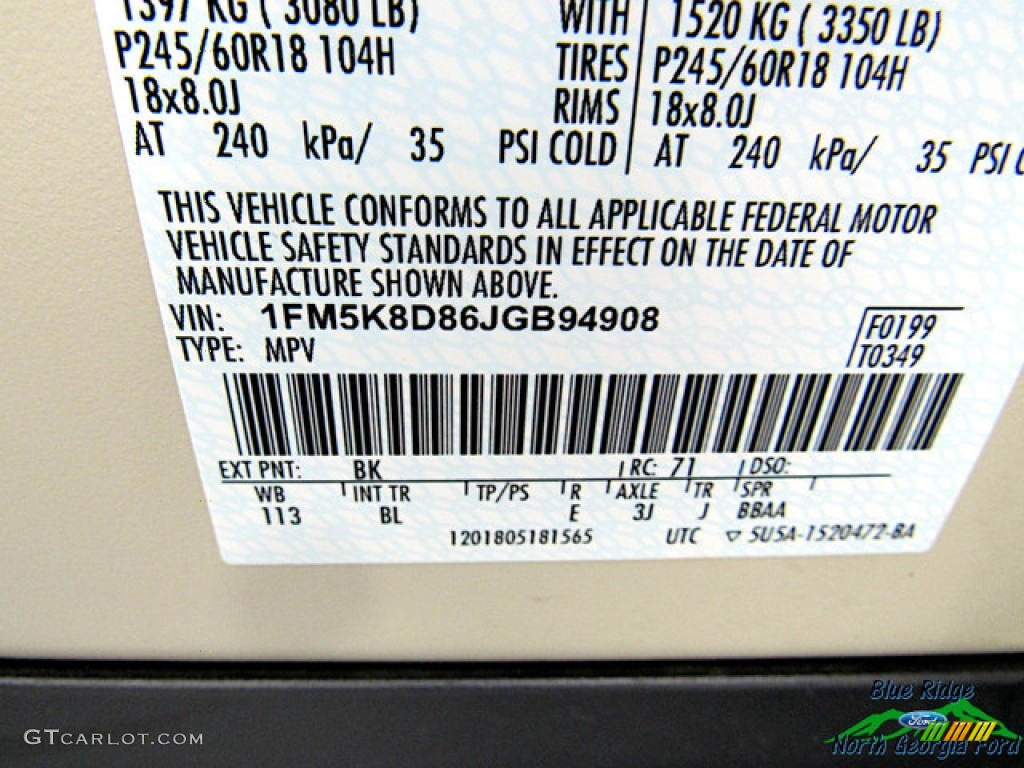 1397 KG ( 3080 LB) WITH 1520 KG ( 3350 LB)
P245/60R18 104H TIRES P245/60R18 104H
18x8.0J RIMS 18x8.0J
AT 240 kPa/ 35 PSI COLD AT 240 kPa/ 35 PSI C
THIS VEHICLE CONFORMS TO ALL APPLICABLE FEDERAL MOTOR
VEHICLE SAFETY STANDARDS IN EFFECT ON THE DATE OF
MANUFACTURE SHOWN ABOVE.
VIN: 1FM5K8D86JGB94908 F0199
TYPE: MPV T0349
EXT PNT: BK RC: 71 DSO:
WB INT TR TP/PS R AXLE TR SPR
113 BL E 3J J BBAA
1201805181565 UTC ▽ 5U5A-1520472-BA
Blue Ridge
Ford
North Georgia Ford
GTCARLOT.COM